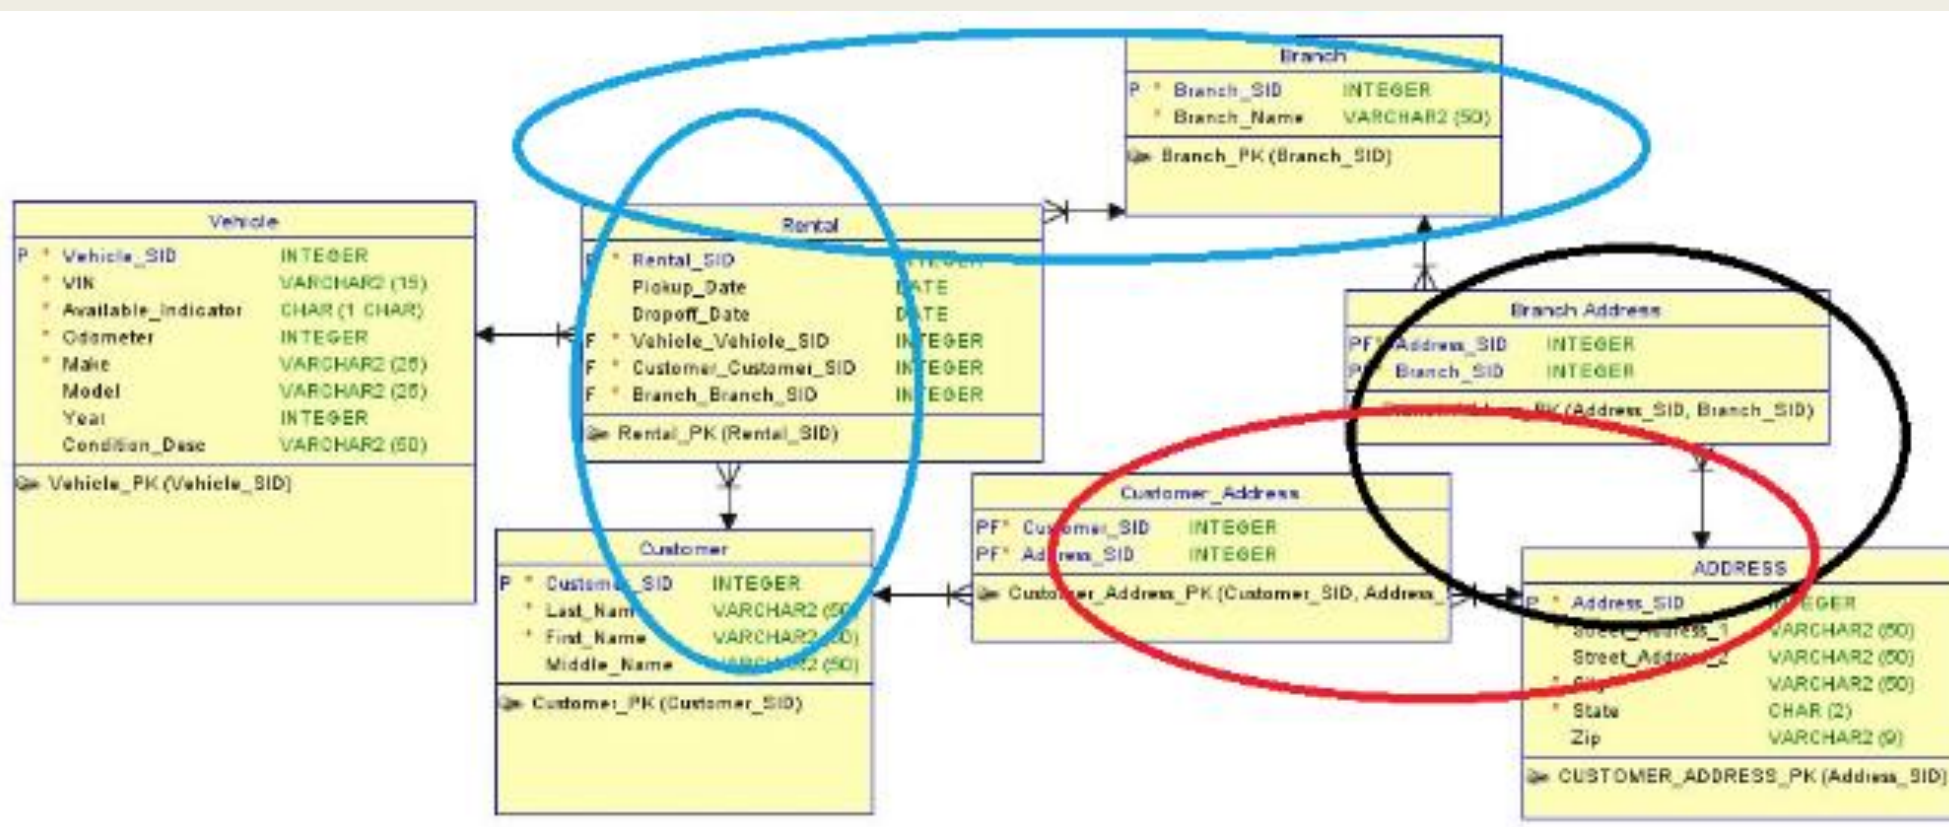 Branch
P * Branch_SID INTEGER
* Branch_Name VARCHAR2 (50)
Branch_PK (Branch_SID)
Vehicle
P * Vehicle_SID INTEGER
* VIN VARCHAR2 (15)
* Available_Indicator CHAR (1 CHAR)
* Odometer INTEGER
* Make VARCHAR2 (25)
Model VARCHAR2 (25)
Year INTEGER
Condition_Desc VARCHAR2 (50)
Vehicle_PK (Vehicle_SID)
Rental
* Rental_SID INTEGER
Pickup_Date DATE
Dropoff_Date DATE
F * Vehicle_Vehicle_SID INTEGER
F * Customer_Customer_SID INTEGER
F * Branch_Branch_SID INTEGER
Rental_PK (Rental_SID)
Branch Address
PF* Address_SID INTEGER
PF* Branch_SID INTEGER
PK (Address_SID, Branch_SID)
Customer_Address
PF* Customer_SID INTEGER
PF* Address_SID INTEGER
Customer_Address_PK (Customer_SID, Address_
Customer
P * Customer_SID INTEGER
* Last_Name VARCHAR2 (50)
* First_Name VARCHAR2 (50)
Middle_Name VARCHAR2 (50)
Customer_PK (Customer_SID)
ADDRESS
P * Address_SID INTEGER
* Street_Address_1 VARCHAR2 (50)
Street_Address_2 VARCHAR2 (50)
* City VARCHAR2 (50)
* State CHAR (2)
Zip VARCHAR2 (9)
CUSTOMER_ADDRESS_PK (Address_SID)